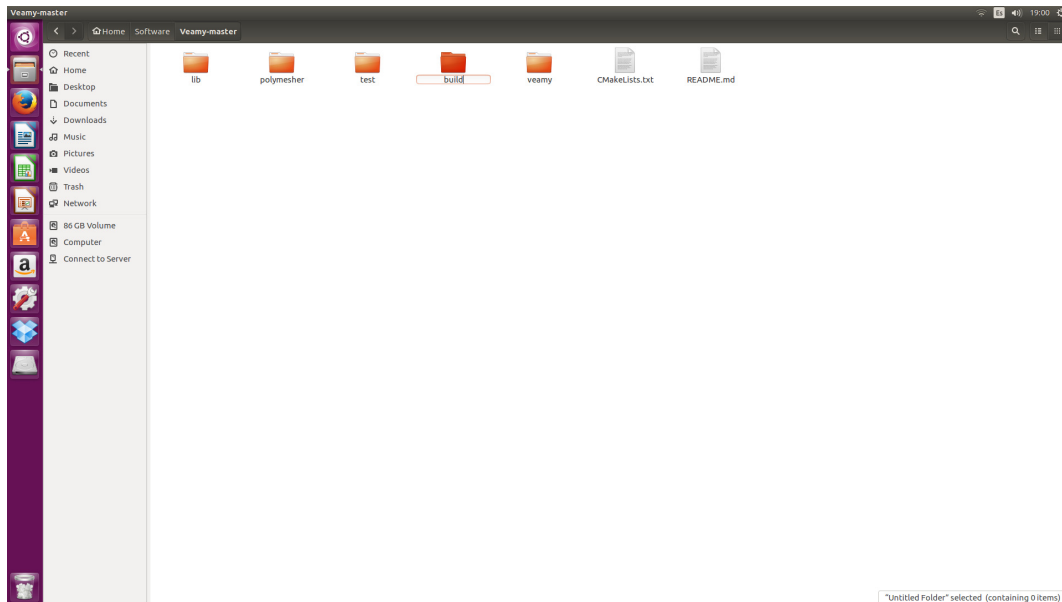 Veamy-master
Es 19:00
Home Software Veamy-master
Recent
Home
Desktop
Documents
Downloads
Music
Pictures
Videos
Trash
Network
86 GB Volume
Computer
Connect to Server
lib polymesher test build veamy CMakeLists.txt README.md
"Untitled Folder" selected (containing 0 items)